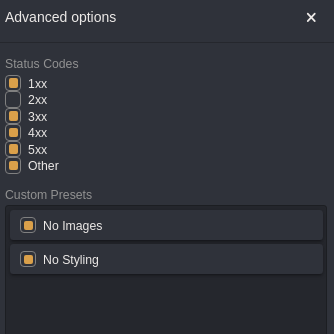 Advanced options
Status Codes
1xx
2xx
3xx
4xx
5xx
Other
Custom Presets
No Images
No Styling